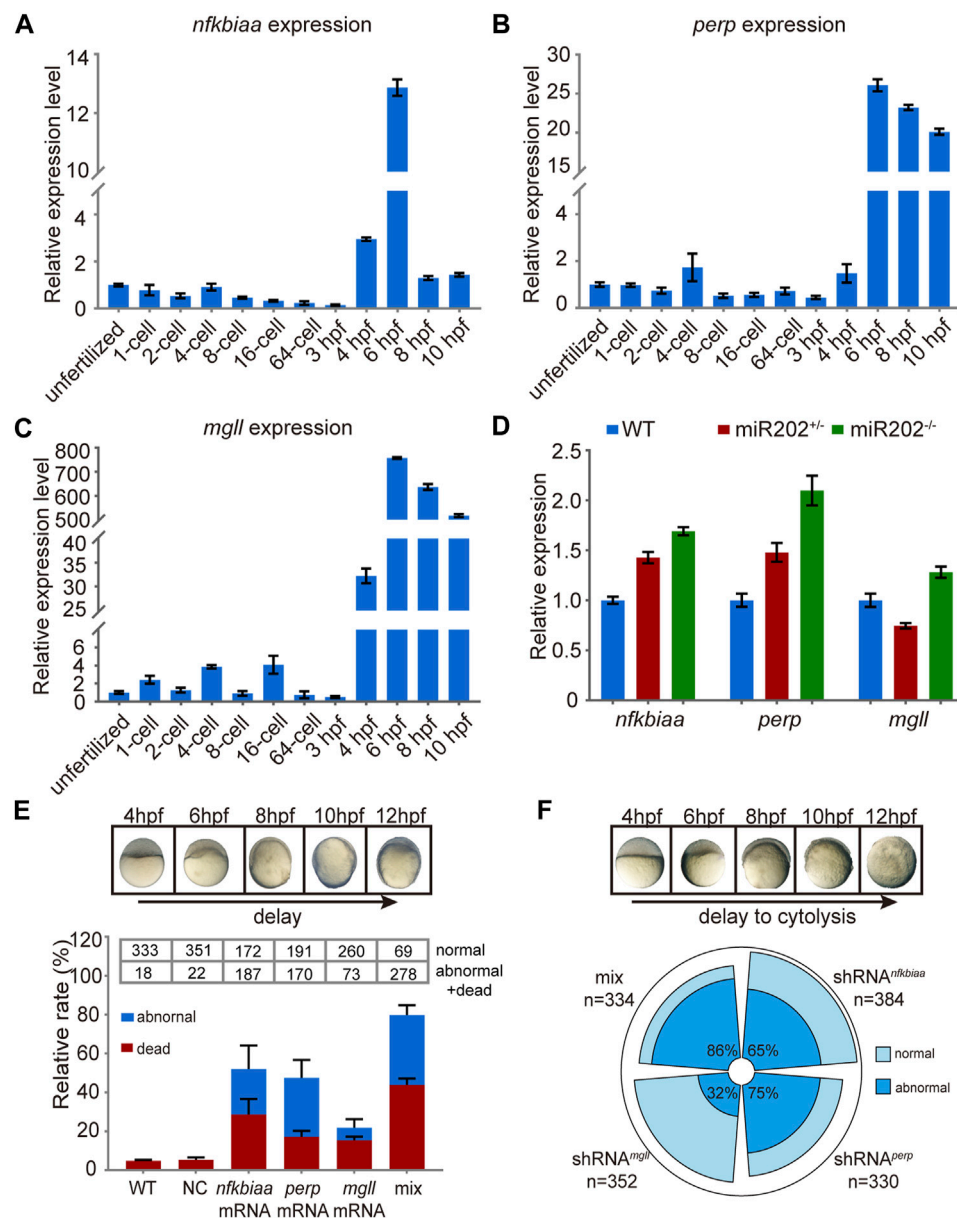 A
nfkbiaa expression
Relative expression level
14
12
10
4
2
0
unfertilized
1-cell
2-cell
4-cell
8-cell
16-cell
64-cell
3 hpf
4 hpf
6 hpf
8 hpf
10 hpf
B
perp expression
Relative expression level
30
25
20
15
4
2
0
unfertilized
1-cell
2-cell
4-cell
8-cell
16-cell
64-cell
3 hpf
4 hpf
6 hpf
8 hpf
10 hpf
C
mgll expression
Relative expression level
800
700
600
500
40
35
30
25
6
4
2
0
unfertilized
1-cell
2-cell
4-cell
8-cell
16-cell
64-cell
3 hpf
4 hpf
6 hpf
8 hpf
10 hpf
D
WT miR202+/- miR202-/-
Relative expression
2.5
2.0
1.5
1.0
0.5
0
nfkbiaa perp mgll
E
4hpf 6hpf 8hpf 10hpf 12hpf
delay
Relative rate (%)
120
100
80
60
40
20
0
333 351 172 191 260 69 normal
18 22 187 170 73 278 abnormal
+dead
abnornal
dead
WT NC nfkbiaa perp mgll mix
mRNA mRNA mRNA
F
4hpf 6hpf 8hpf 10hpf 12hpf
delay to cytolysis
mix
n=334
shRNAnfkbiaa
n=384
86% 65%
32% 75%
normal
abnormal
shRNAmgll
n=352
shRNAperp
n=330